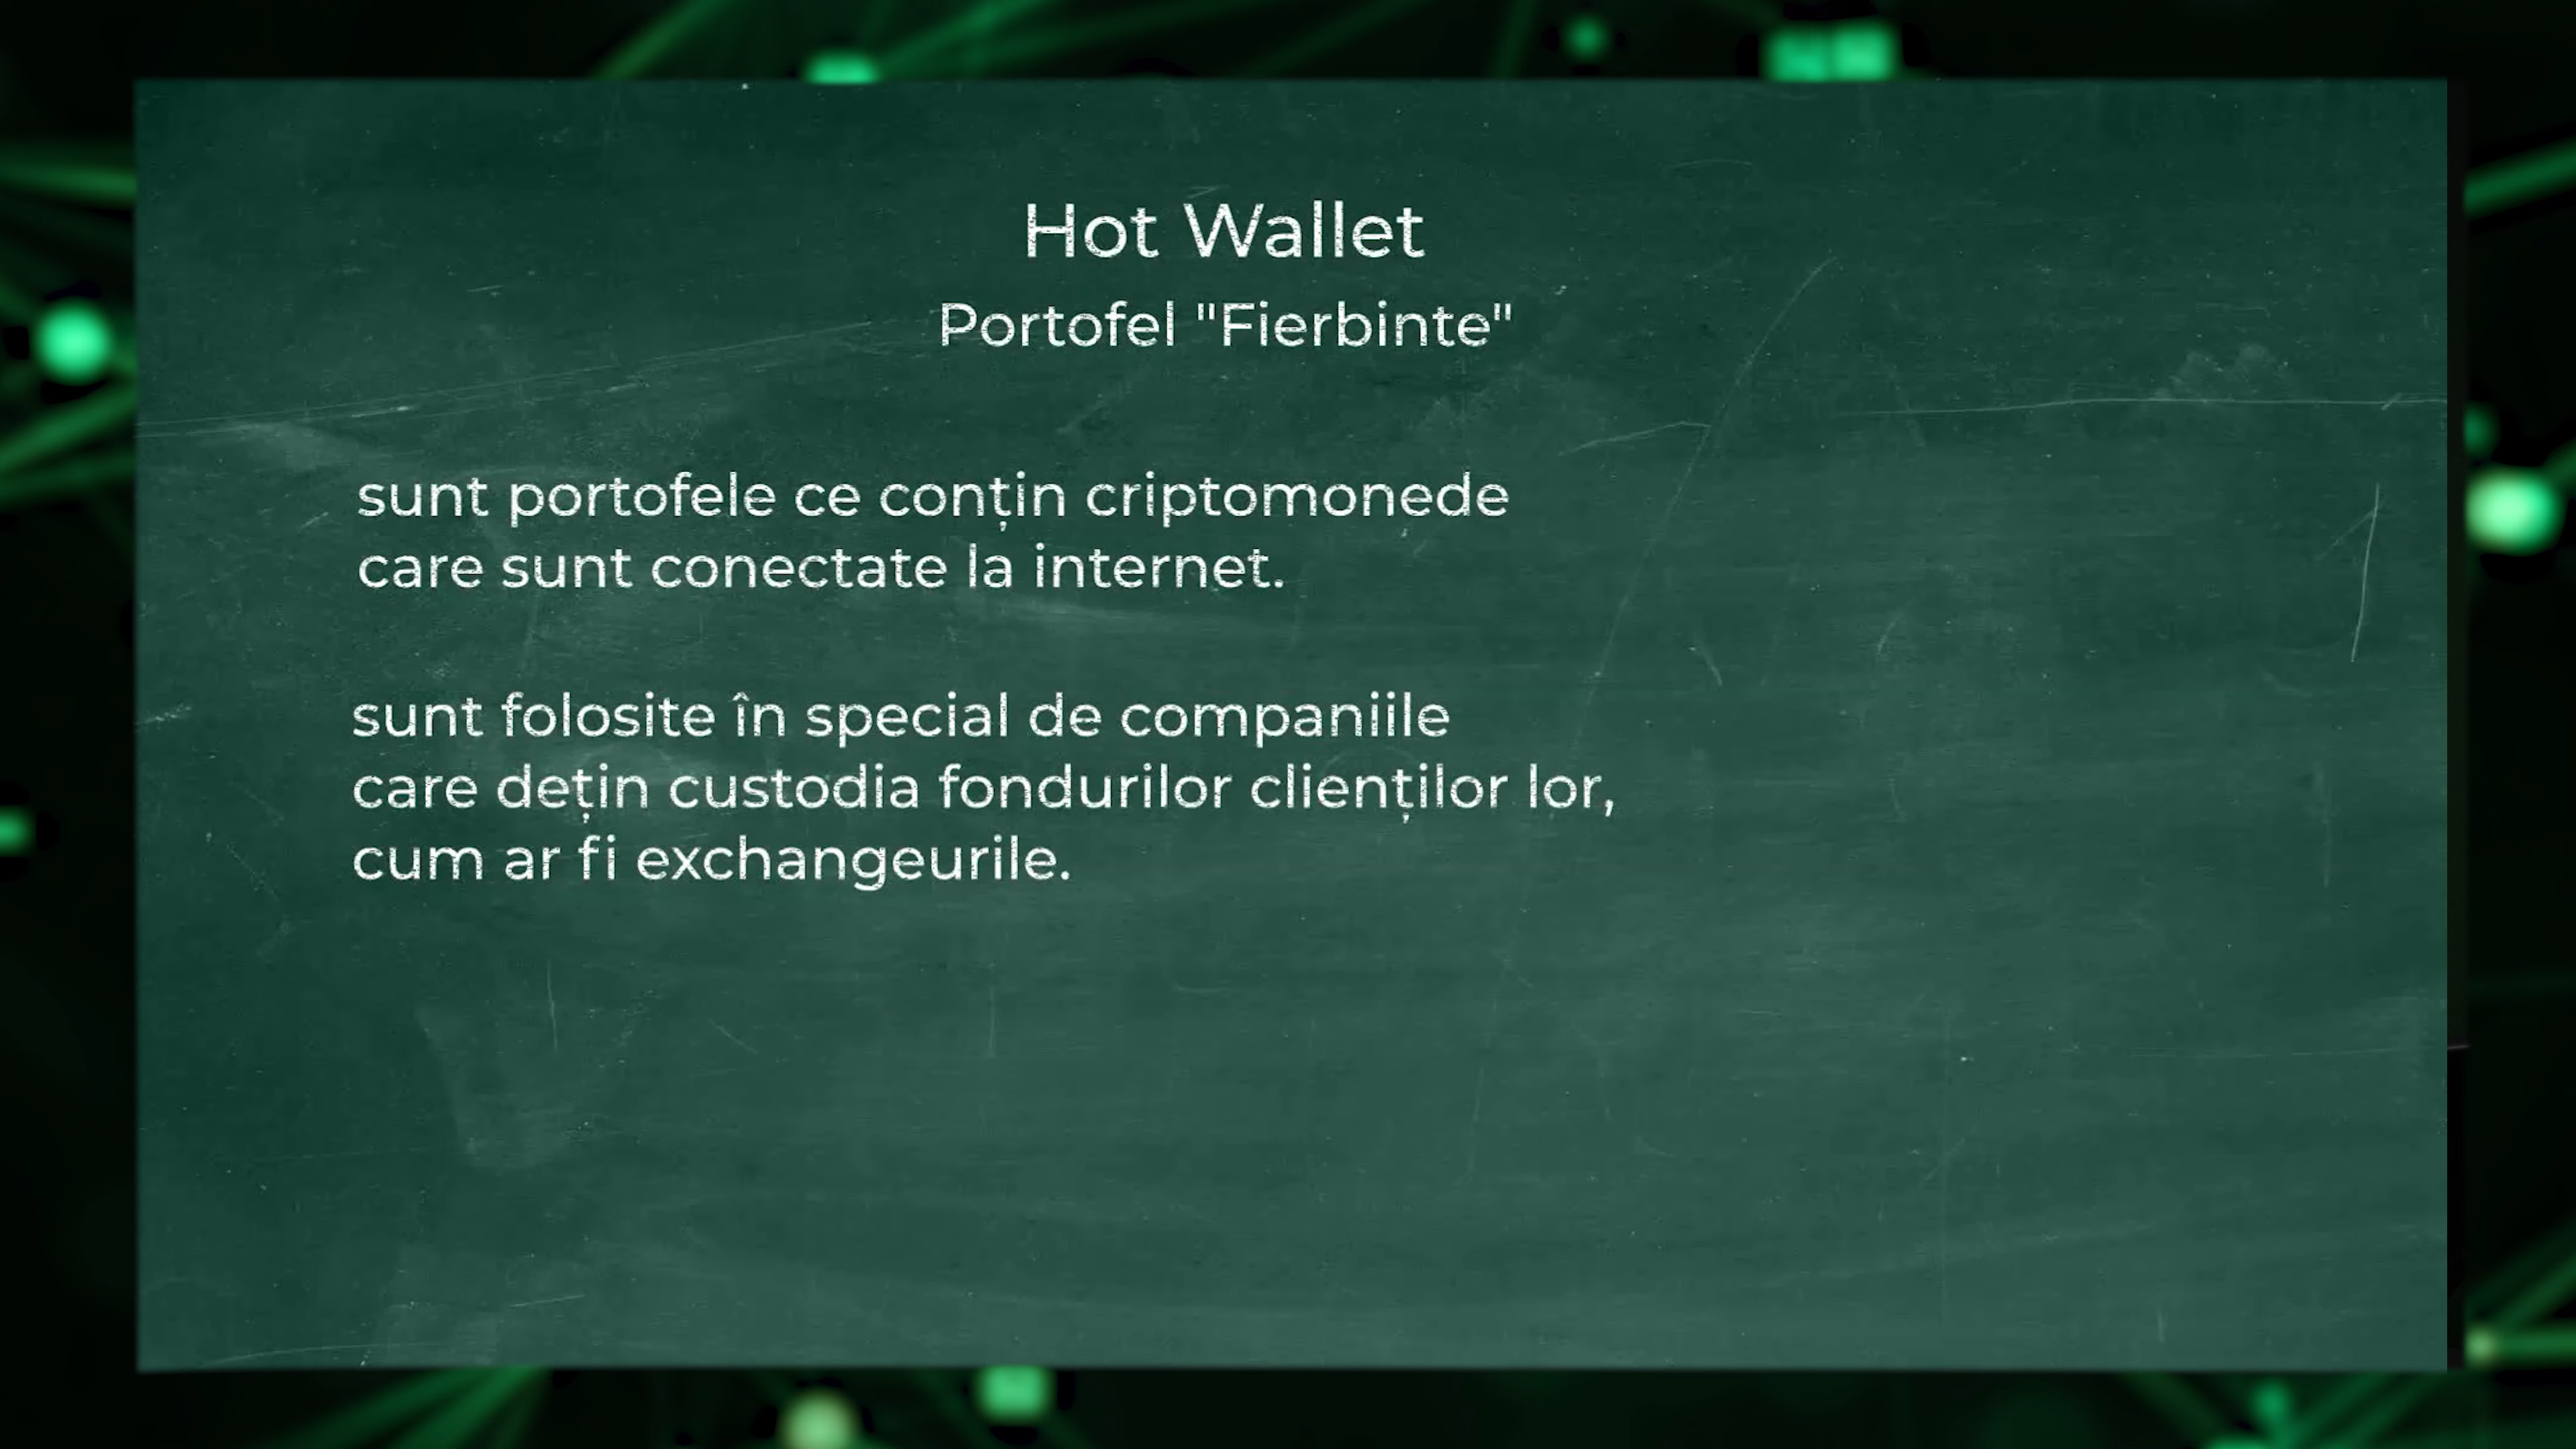 Hot Wallet
Portofel "Fierbinte"
sunt portofele ce conțin criptomonede
care sunt conectate la internet.
sunt folosite în special de companiile
care dețin custodia fondurilor clienților lor,
cum ar fi exchangeurile.